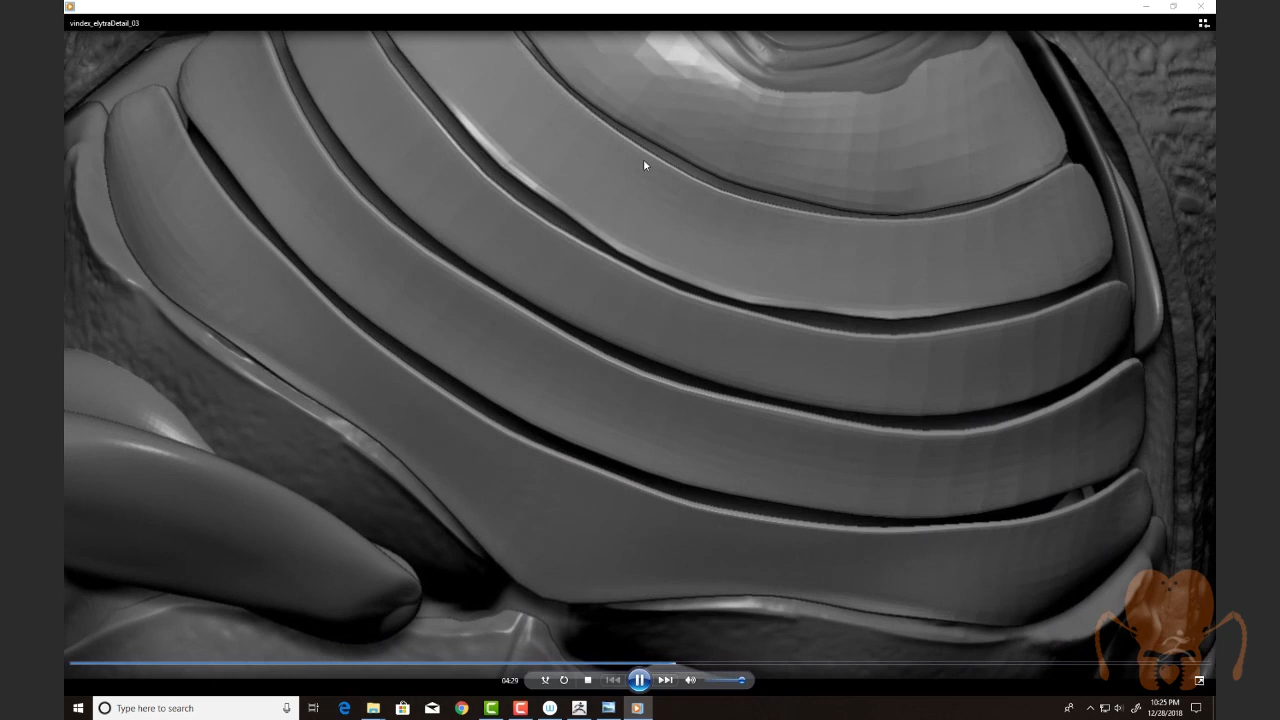 vindex_elytraDetail_03
04:29
Type here to search
10:25 PM
12/28/2018